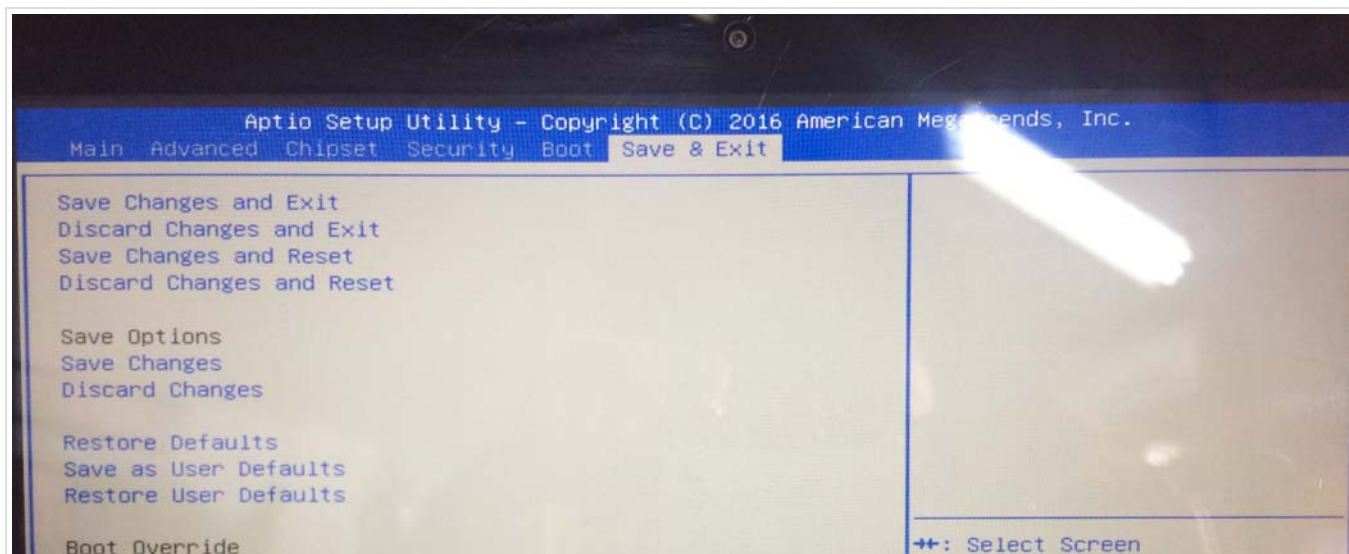 Aptio Setup Utility - Copyright (C) 2016 American Megatrends, Inc.
Main Advanced Chipset Security Boot Save & Exit
Save Changes and Exit
Discard Changes and Exit
Save Changes and Reset
Discard Changes and Reset
Save Options
Save Changes
Discard Changes
Restore Defaults
Save as User Defaults
Restore User Defaults
Boot Override
→←: Select Screen